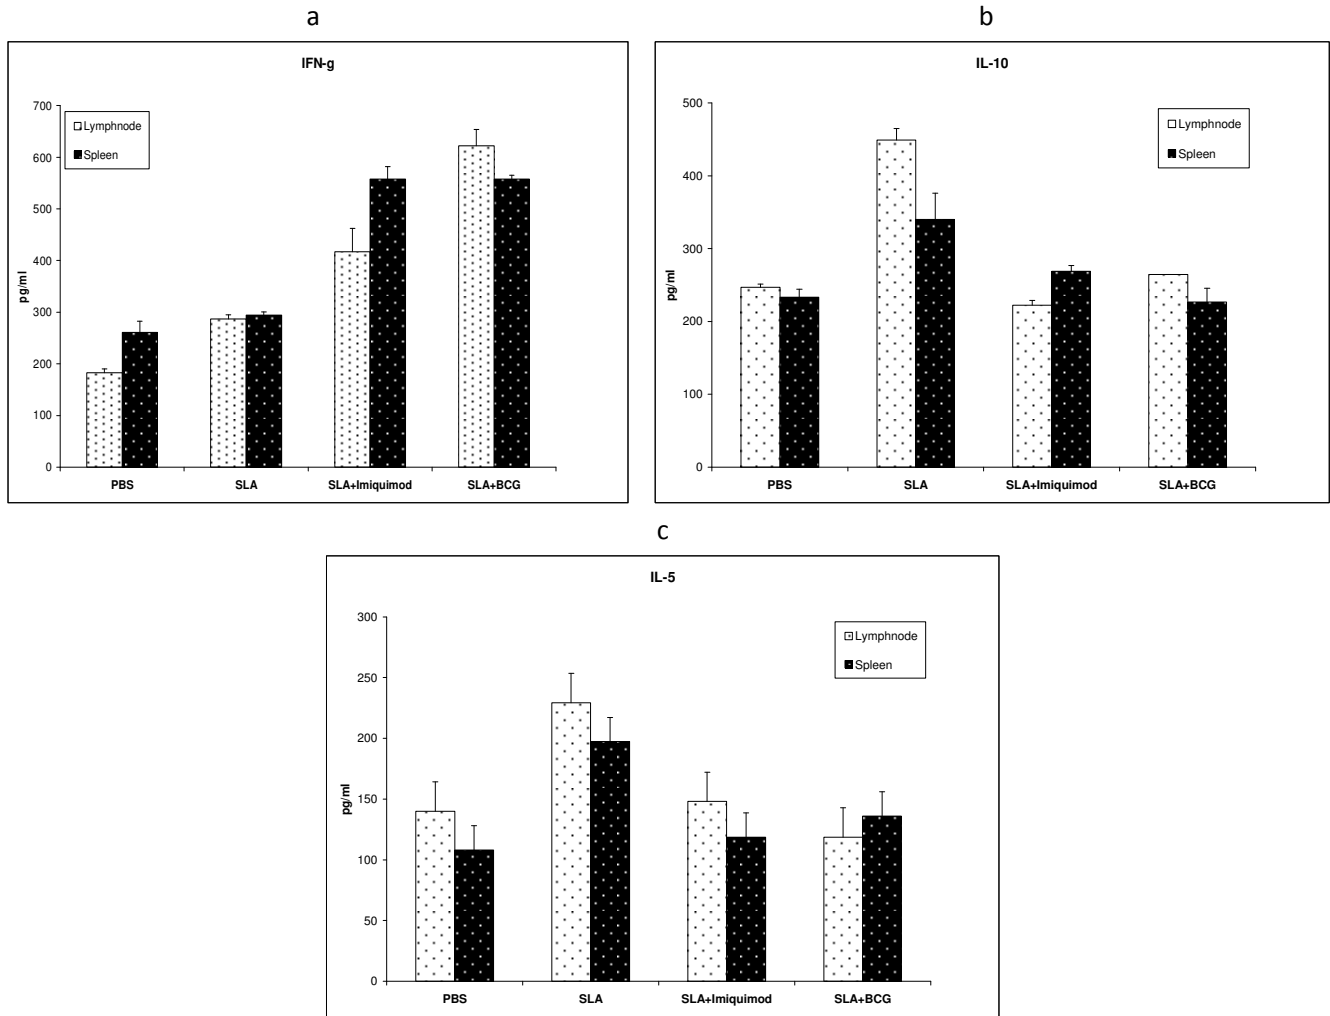 a
IFN-g
700
600
500
400
300
200
100
0
pg/ml
Lymphnode
Spleen
PBS SLA SLA+Imiquimod SLA+BCG
b
IL-10
500
400
300
200
100
0
pg/ml
Lymphnode
Spleen
PBS SLA SLA+Imiquimod SLA+BCG
c
IL-5
300
250
200
150
100
50
0
pg/ml
Lymphnode
Spleen
PBS SLA SLA+Imiquimod SLA+BCG